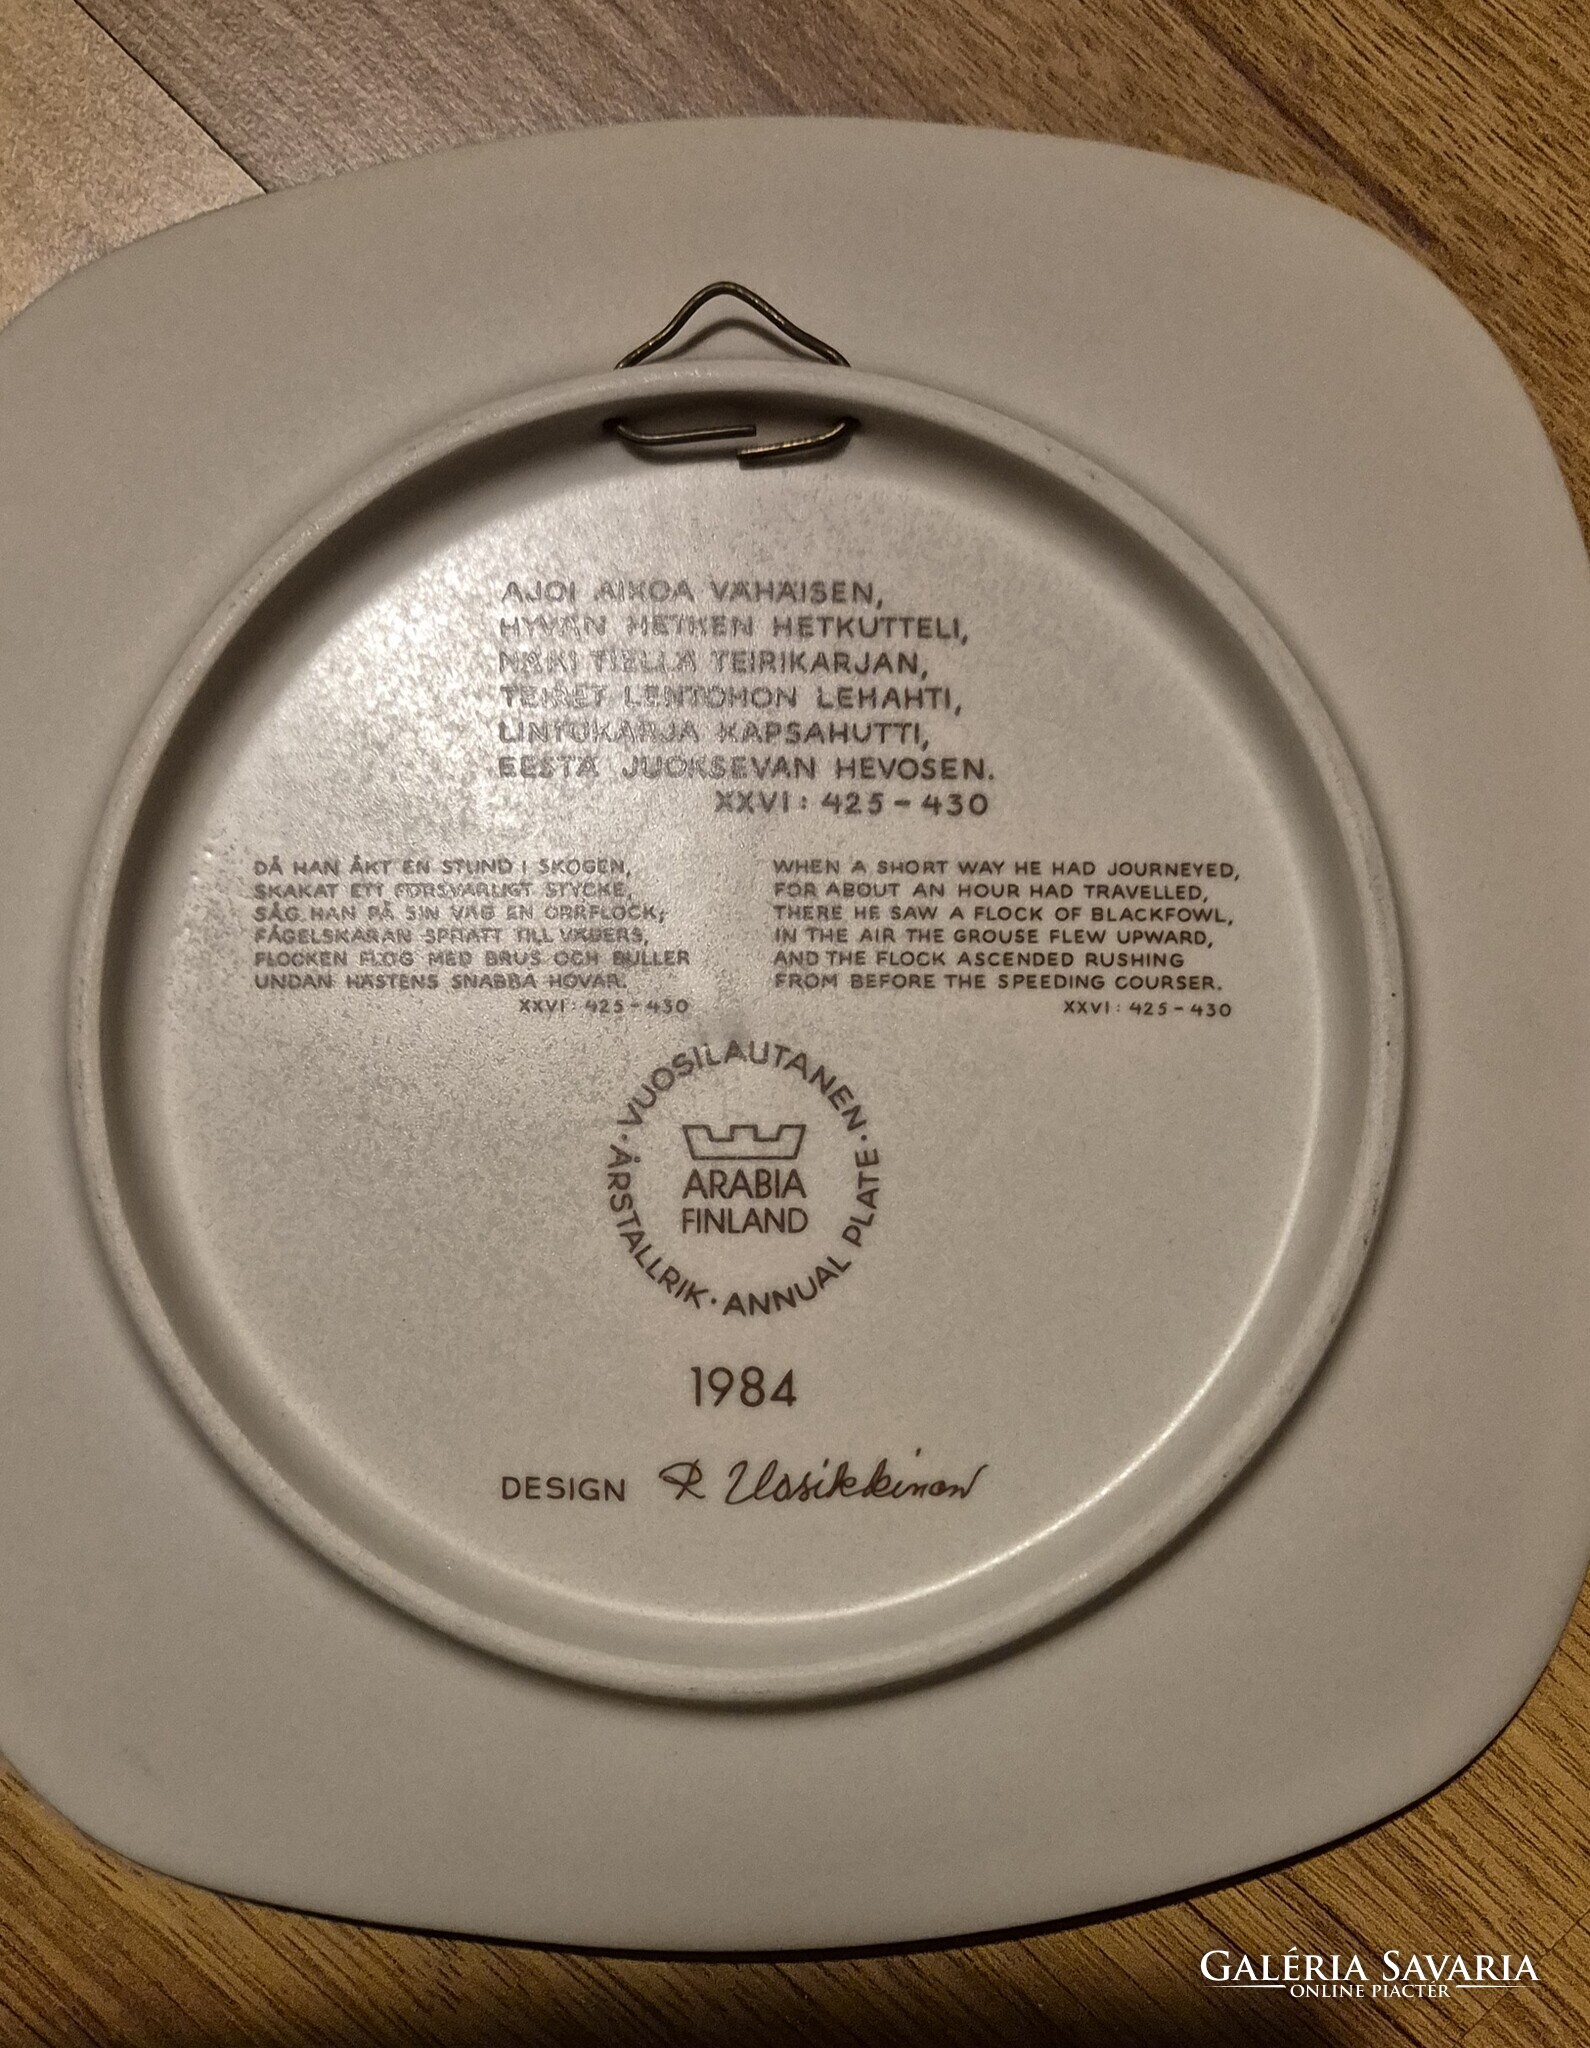 AJOI AIKOA VÄHÄISEN,
HYVÄN HETKEN HETKUTTELI,
NÄKI TIELLÄ TEIRIKARJAN,
TEIRET LENTOHON LEHAHTI,
LINTUKARJA KAPSAHUTTI,
EESTÄ JUOKSEVAN HEVOSEN.
XXVI: 425-430
DÅ HAN ÅKT EN STUND I SKOGEN,
SKAKAT ETT FÖRSVARLIGT STYCKE,
SÅG HAN PÅ SIN VÄG EN ORRFLOCK;
FÅGELSKARAN SPRATT TILL VÄDERS,
FLOCKEN FLÖG MED BRUS OCH BULLER
UNDAN HÄSTENS SNABBA HOVAR.
XXVI: 425-430
WHEN A SHORT WAY HE HAD JOURNEYED,
FOR ABOUT AN HOUR HAD TRAVELLED,
THERE HE SAW A FLOCK OF BLACKFOWL,
IN THE AIR THE GROUSE FLEW UPWARD,
AND THE FLOCK ASCENDED RUSHING
FROM BEFORE THE SPEEDING COURSER.
XXVI: 425-430
VUOSILAUTANEN · ANNUAL PLATE · ÅRSTALLRIK ·
ARABIA
FINLAND
1984
DESIGN R Uosikkinen
GALÉRIA SAVARIA
ONLINE PIACTÉR